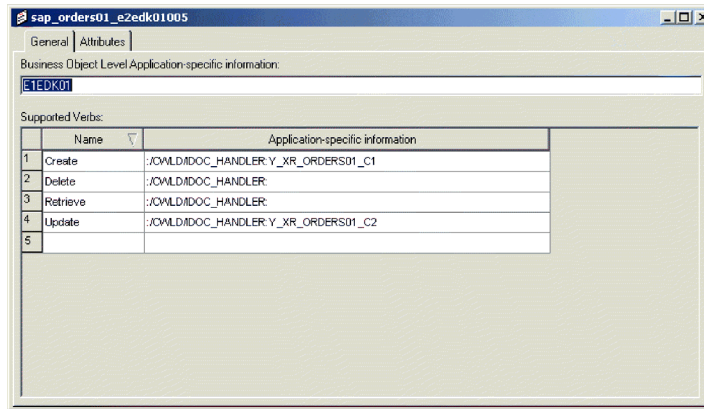 sap_orders01_e2edk01005
General Attributes
Business Object Level Application-specific information:
E1EDK01
Supported Verbs:
Name Application-specific information
1 Create :/CWLD/IDOC_HANDLER:Y_XR_ORDERS01_C1
2 Delete :/CWLD/IDOC_HANDLER:
3 Retrieve :/CWLD/IDOC_HANDLER:
4 Update :/CWLD/IDOC_HANDLER:Y_XR_ORDERS01_C2
5